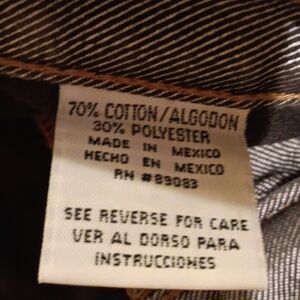 70% COTTON/ALGODON
30% POLYESTER
MADE IN MEXICO
HECHO EN MEXICO
RN #89083
SEE REVERSE FOR CARE
VER AL DORSO PARA
INSTRUCCIONES